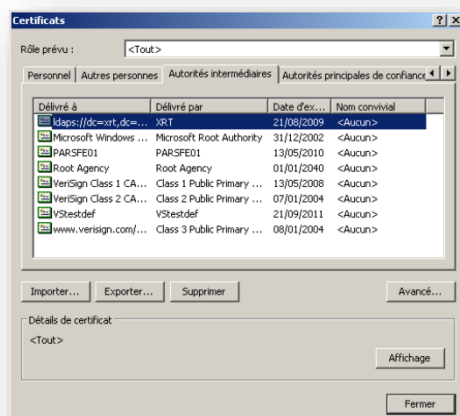 Certificats
Rôle prévu : <Tout>
Personnel Autres personnes Autorités intermédiaires Autorités principales de confiance
Délivré à Délivré par Date d'ex... Nom convivial
ldaps://dc=xrt,dc=... XRT 21/08/2009 <Aucun>
Microsoft Windows ... Microsoft Root Authority 31/12/2002 <Aucun>
PARSFE01 PARSFE01 13/05/2010 <Aucun>
Root Agency Root Agency 01/01/2040 <Aucun>
VeriSign Class 1 CA... Class 1 Public Primary ... 13/05/2008 <Aucun>
VeriSign Class 2 CA... Class 2 Public Primary ... 07/01/2004 <Aucun>
VStestdef VStestdef 21/09/2011 <Aucun>
www.verisign.com/... Class 3 Public Primary ... 08/01/2004 <Aucun>
Importer... Exporter... Supprimer Avancé...
Détails de certificat
<Tout>
Affichage
Fermer